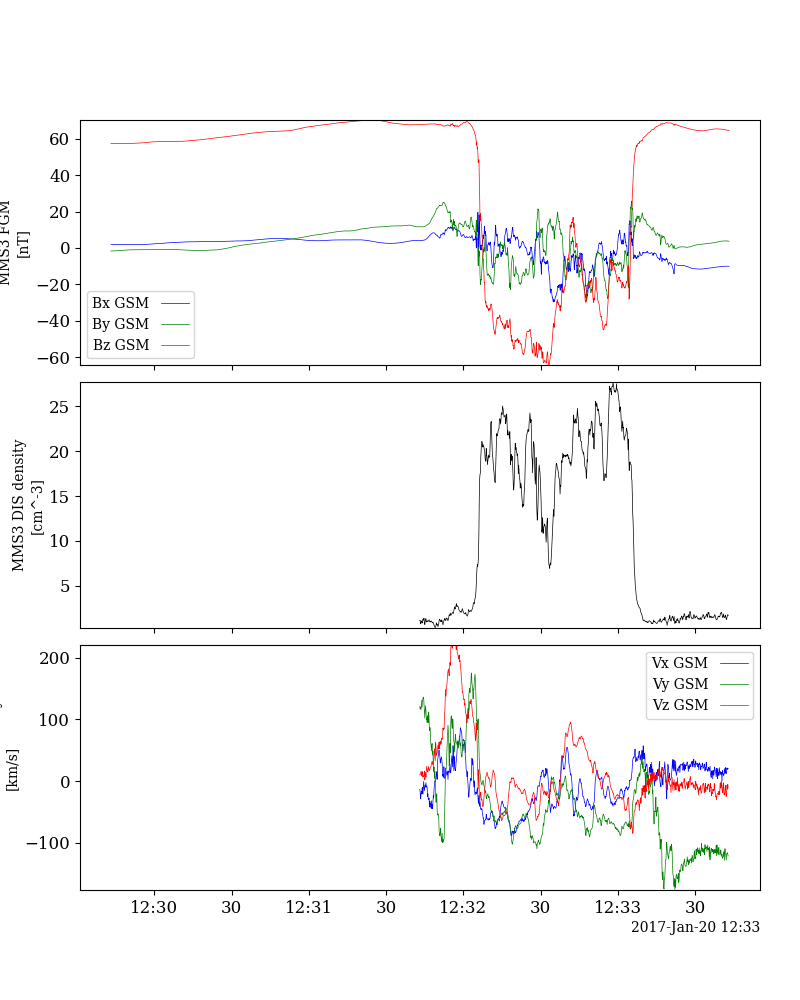 60
40
20
0
−20
−40
−60
MMS3 FGM
[nT]
Bx GSM
By GSM
Bz GSM
25
20
15
10
5
MMS3 DIS density
[cm^-3]
200
100
0
−100
[km/s]
Vx GSM
Vy GSM
Vz GSM
12:30 30 12:31 30 12:32 30 12:33 30
2017-Jan-20 12:33